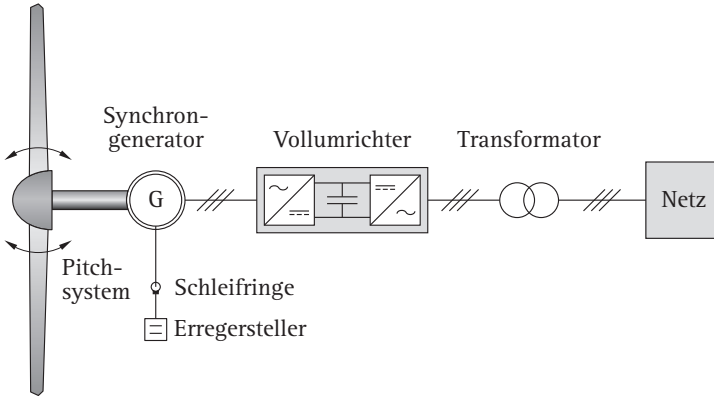 Synchron-
generator
Vollumrichter
Transformator
G
Netz
Pitch-
system
Schleifringe
Erregersteller